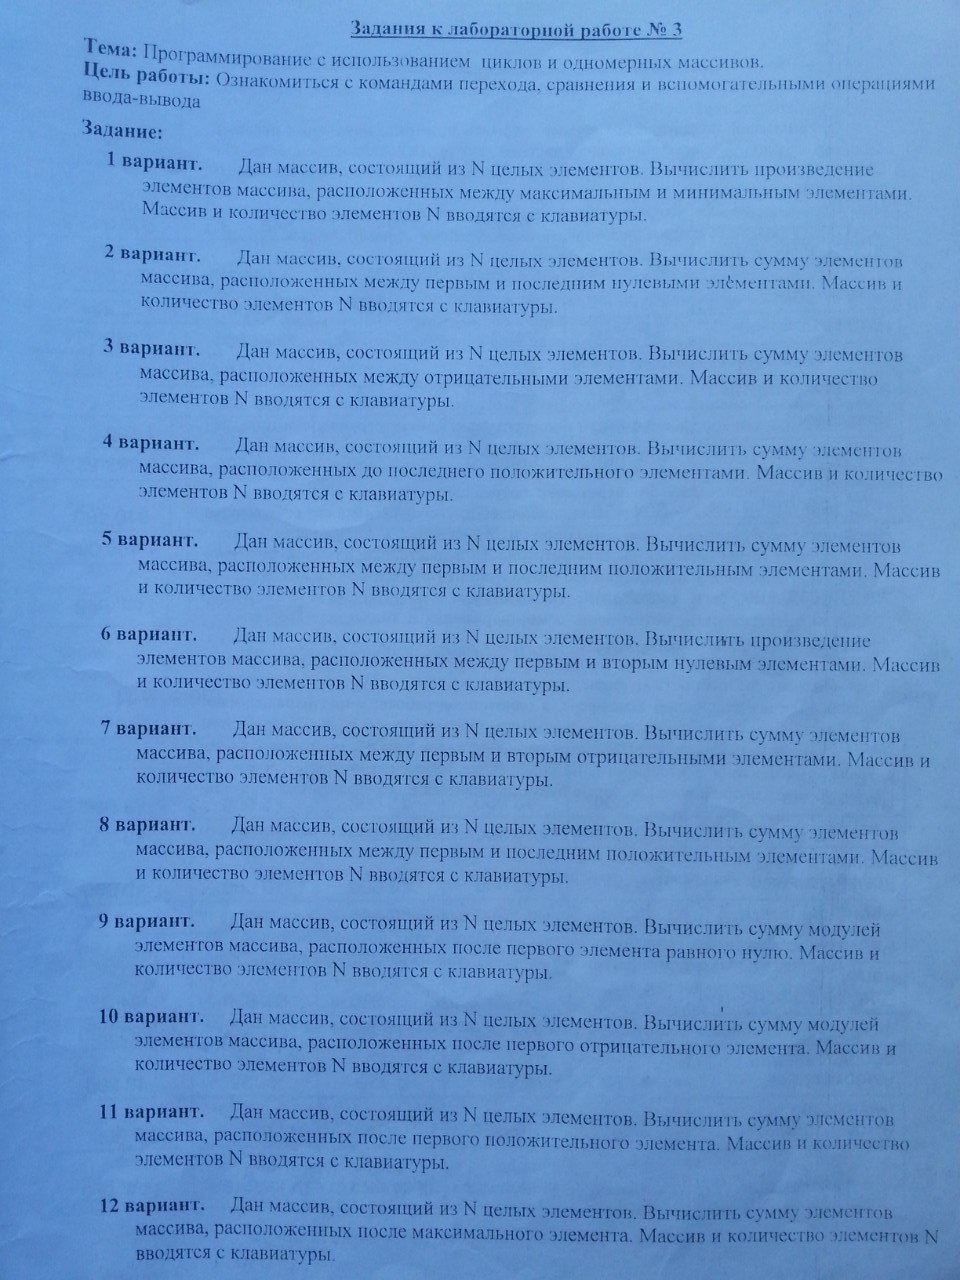 Задания к лабораторной работе № 3
Тема: Программирование с использованием циклов и одномерных массивов.
Цель работы: Ознакомиться с командами перехода, сравнения и вспомогательными операциями
ввода-вывода
Задание:
1 вариант. Дан массив, состоящий из N целых элементов. Вычислить произведение
элементов массива, расположенных между максимальным и минимальным элементами.
Массив и количество элементов N вводятся с клавиатуры.
2 вариант. Дан массив, состоящий из N целых элементов. Вычислить сумму элементов
массива, расположенных между первым и последним нулевыми элементами. Массив и
количество элементов N вводятся с клавиатуры.
3 вариант. Дан массив, состоящий из N целых элементов. Вычислить сумму элементов
массива, расположенных между отрицательными элементами. Массив и количество
элементов N вводятся с клавиатуры.
4 вариант. Дан массив, состоящий из N целых элементов. Вычислить сумму элементов
массива, расположенных до последнего положительного элементами. Массив и количество
элементов N вводятся с клавиатуры.
5 вариант. Дан массив, состоящий из N целых элементов. Вычислить сумму элементов
массива, расположенных между первым и последним положительным элементами. Массив
и количество элементов N вводятся с клавиатуры.
6 вариант. Дан массив, состоящий из N целых элементов. Вычислить произведение
элементов массива, расположенных между первым и вторым нулевым элементами. Массив
и количество элементов N вводятся с клавиатуры.
7 вариант. Дан массив, состоящий из N целых элементов. Вычислить сумму элементов
массива, расположенных между первым и вторым отрицательными элементами. Массив и
количество элементов N вводятся с клавиатуры.
8 вариант. Дан массив, состоящий из N целых элементов. Вычислить сумму элементов
массива, расположенных между первым и последним положительным элементами. Массив
и количество элементов N вводятся с клавиатуры.
9 вариант. Дан массив, состоящий из N целых элементов. Вычислить сумму модулей
элементов массива, расположенных после первого элемента равного нулю. Массив и
количество элементов N вводятся с клавиатуры.
10 вариант. Дан массив, состоящий из N целых элементов. Вычислить сумму модулей
элементов массива, расположенных после первого отрицательного элемента. Массив и
количество элементов N вводятся с клавиатуры.
11 вариант. Дан массив, состоящий из N целых элементов. Вычислить сумму элементов
массива, расположенных после первого положительного элемента. Массив и количество
элементов N вводятся с клавиатуры.
12 вариант. Дан массив, состоящий из N целых элементов. Вычислить сумму элементов
массива, расположенных после максимального элемента. Массив и количество элементов N
вводятся с клавиатуры.